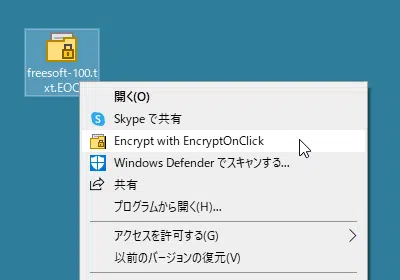 freesoft-100.t
xt.EOC
開く(O)
Skype で共有
Encrypt with EncryptOnClick
Windows Defender でスキャンする...
共有
プログラムから開く(H)...
アクセスを許可する(G)
以前のバージョンの復元(V)